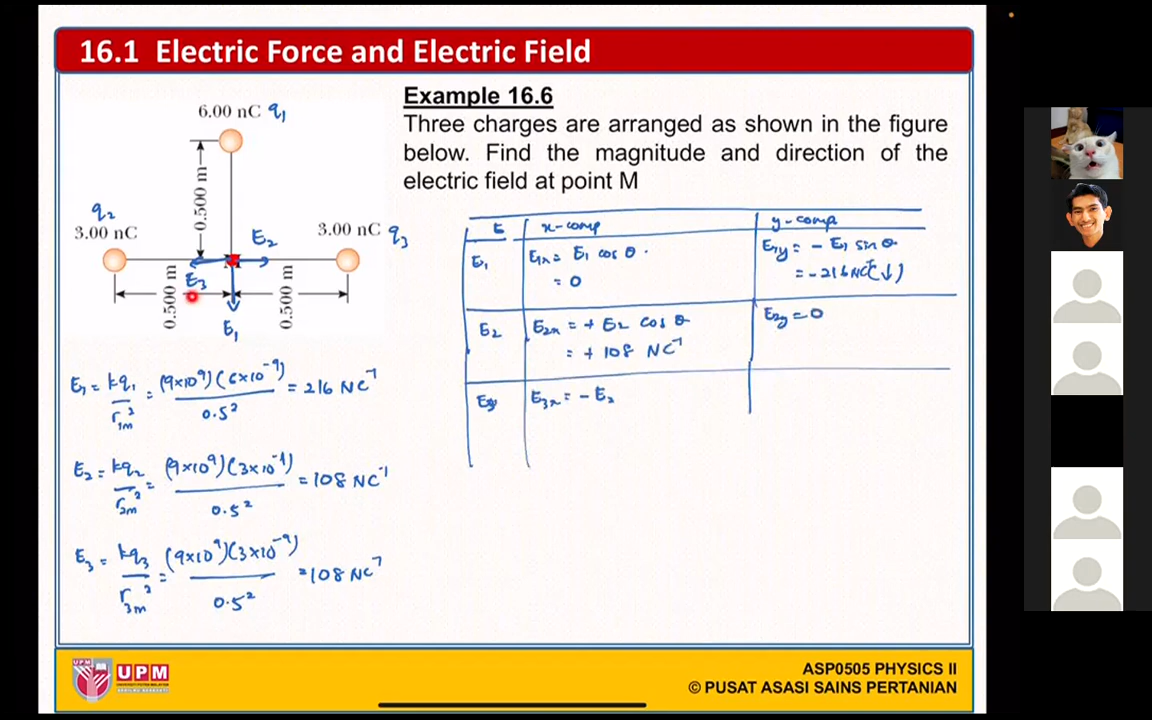 16.1 Electric Force and Electric Field
Example 16.6
Three charges are arranged as shown in the figure
below. Find the magnitude and direction of the
electric field at point M
6.00 nC q₁
0.500 m
q₂
3.00 nC
E₂
3.00 nC q₃
E₃
0.500 m
0.500 m
E₁
E₁ = kq₁/r₁ₘ² = (9×10⁹)(6×10⁻⁹)/0.5² = 216 NC⁻¹
E₂ = kq₂/r₂ₘ² = (9×10⁹)(3×10⁻⁹)/0.5² = 108 NC⁻¹
E₃ = kq₃/r₃ₘ² = (9×10⁹)(3×10⁻⁹)/0.5² = 108 NC⁻¹
E x-comp y-comp
E₁ E₁ₓ = E₁ cos θ E₁y = - E₁ sin θ
= 0 = -216 NC⁻¹ (↓)
E₂ E₂ₓ = + E₂ cos θ E₂y = 0
= + 108 NC⁻¹
E₃ E₃ₓ = - E₃
UPM
ASP0505 PHYSICS II
© PUSAT ASASI SAINS PERTANIAN